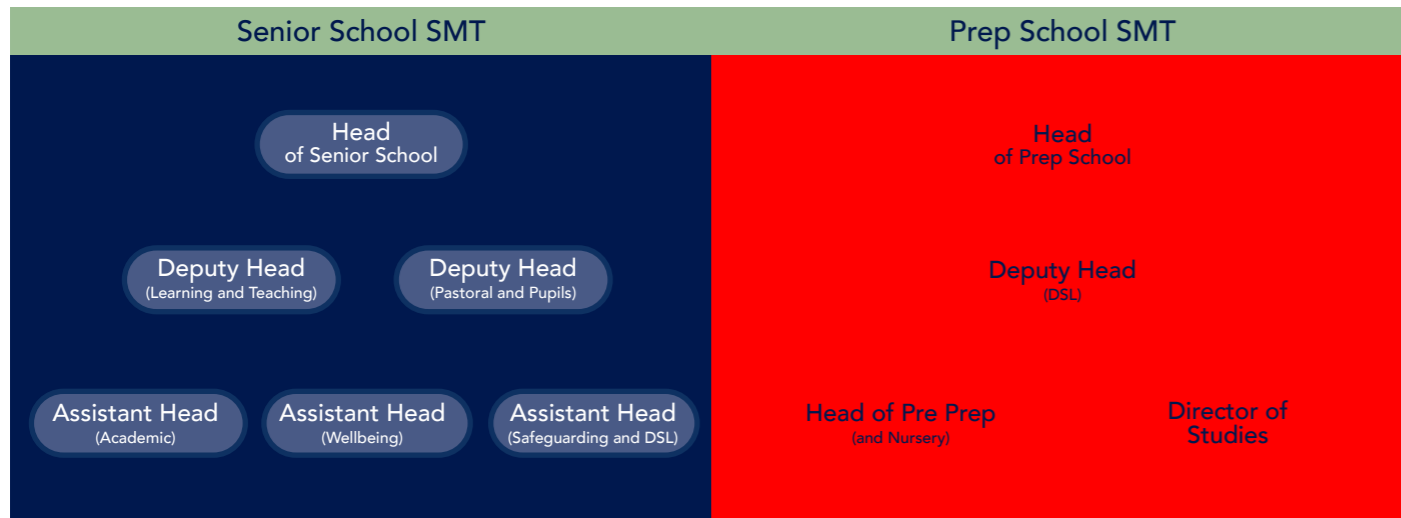 Senior School SMT
Prep School SMT
Head
of Senior School
Head
of Prep School
Deputy Head
(Learning and Teaching)
Deputy Head
(Pastoral and Pupils)
Deputy Head
(DSL)
Assistant Head
(Academic)
Assistant Head
(Wellbeing)
Assistant Head
(Safeguarding and DSL)
Head of Pre Prep
(and Nursery)
Director of
Studies